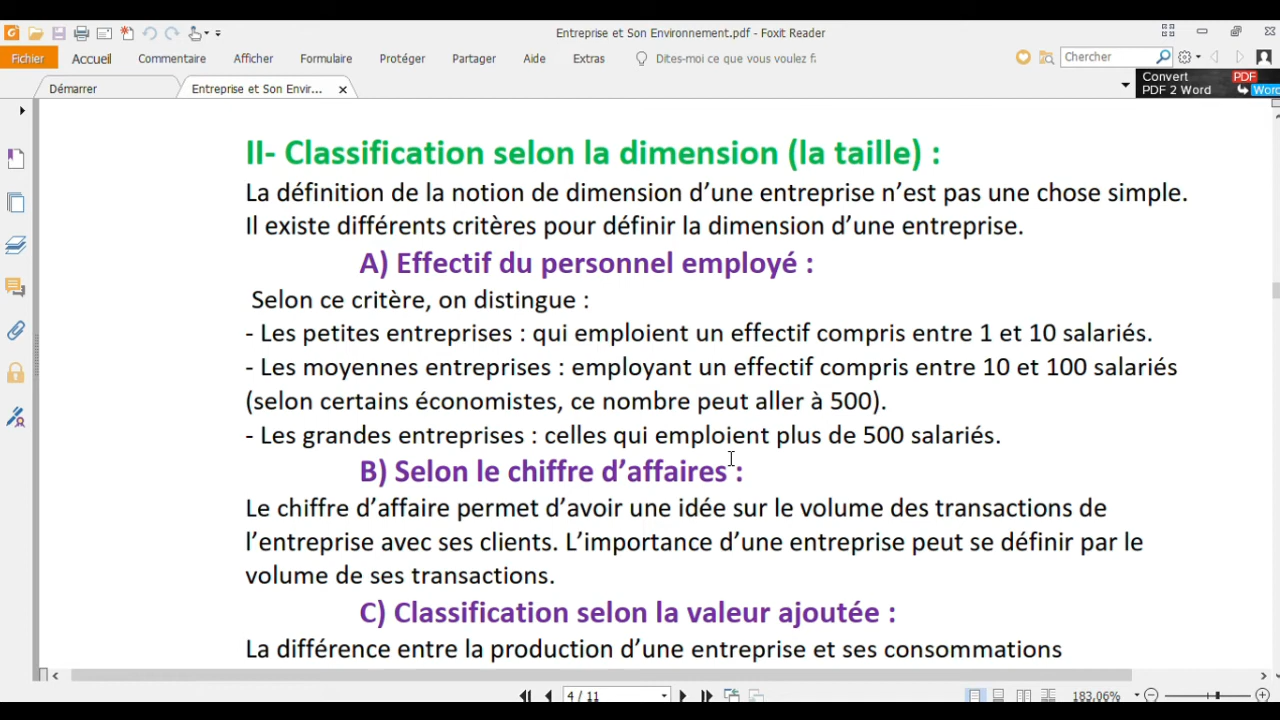 Entreprise et Son Environnement.pdf - Foxit Reader
Fichier Accueil Commentaire Afficher Formulaire Protéger Partager Aide Extras Dites-moi ce que vous voulez f. Chercher
Convert PDF
PDF 2 Word Word
Démarrer Entreprise et Son Envir...
II- Classification selon la dimension (la taille) :
La définition de la notion de dimension d’une entreprise n’est pas une chose simple.
Il existe différents critères pour définir la dimension d’une entreprise.
A) Effectif du personnel employé :
Selon ce critère, on distingue :
- Les petites entreprises : qui emploient un effectif compris entre 1 et 10 salariés.
- Les moyennes entreprises : employant un effectif compris entre 10 et 100 salariés
(selon certains économistes, ce nombre peut aller à 500).
- Les grandes entreprises : celles qui emploient plus de 500 salariés.
B) Selon le chiffre d’affaires :
Le chiffre d’affaire permet d’avoir une idée sur le volume des transactions de
l’entreprise avec ses clients. L’importance d’une entreprise peut se définir par le
volume de ses transactions.
C) Classification selon la valeur ajoutée :
La différence entre la production d’une entreprise et ses consommations
4 / 11 183,06%